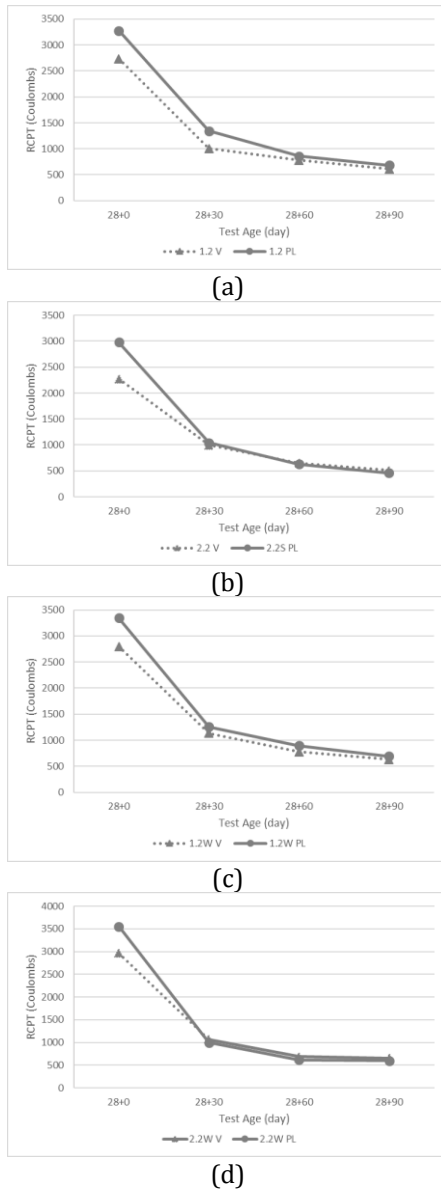 3500
3000
2500
2000
1500
1000
500
0
RCPT (Coulombs)
28+0 28+30 28+60 28+90
Test Age (day)
1.2 V 1.2 PL
(a)
3500
3000
2500
2000
1500
1000
500
0
RCPT (Coulombs)
28+0 28+30 28+60 28+90
Test Age (day)
2.2 V 2.2S PL
(b)
3500
3000
2500
2000
1500
1000
500
0
RCPT (Coulombs)
28+0 28+30 28+60 28+90
Test Age (day)
1.2W V 1.2W PL
(c)
4000
3500
3000
2500
2000
1500
1000
500
0
RCPT (Coulombs)
28+0 28+30 28+60 28+90
Test Age (day)
2.2W V 2.2W PL
(d)